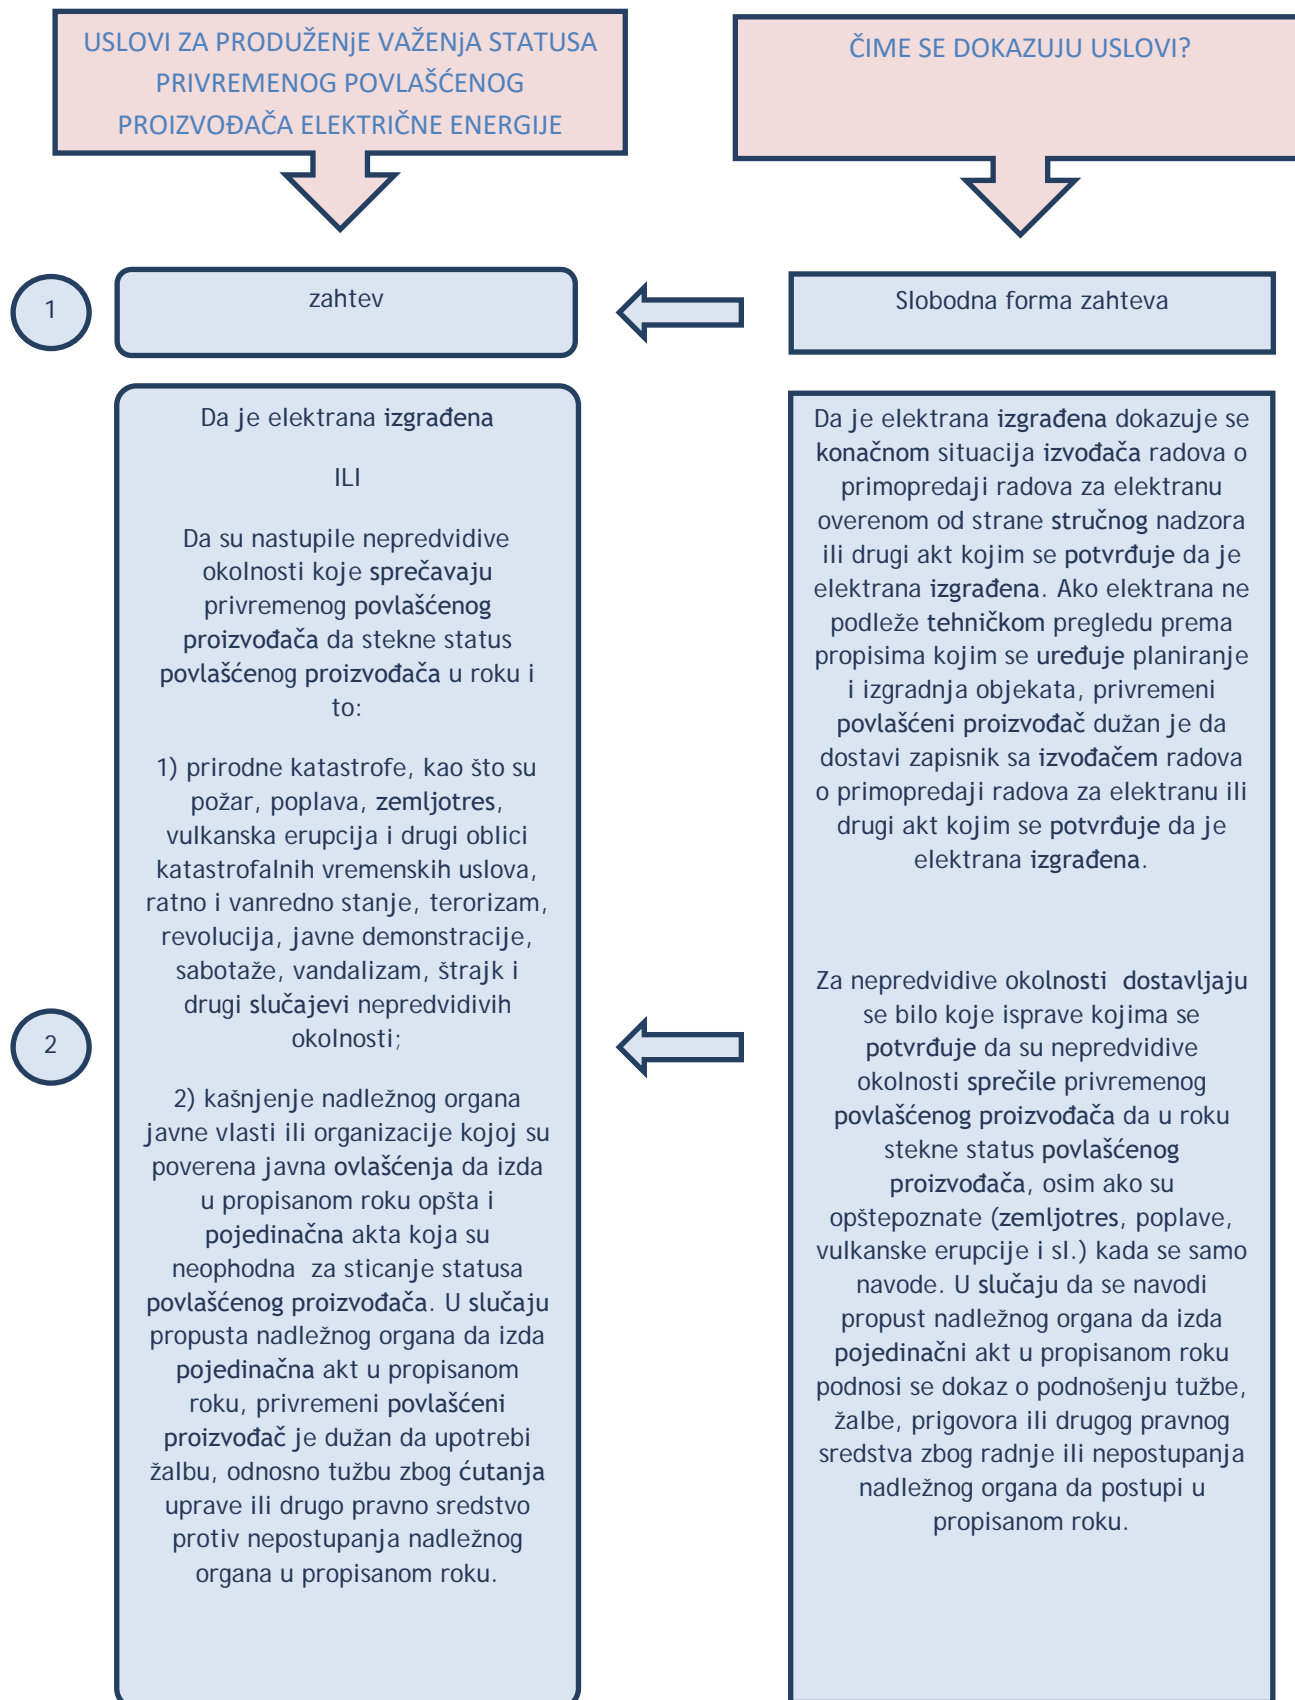 USLOVI ZA PRODUŽENjE VAŽENjA STATUSA
PRIVREMENOG POVLAŠĆENOG
PROIZVOĐAČA ELEKTRIČNE ENERGIJE
ČIME SE DOKAZUJU USLOVI?
1
zahtev
Slobodna forma zahteva
2
Da je elektrana izgrađena
ILI
Da su nastupile nepredvidive
okolnosti koje sprečavaju
privremenog povlašćenog
proizvođača da stekne status
povlašćenog proizvođača u roku i
to:
1) prirodne katastrofe, kao što su
požar, poplava, zemljotres,
vulkanska erupcija i drugi oblici
katastrofalnih vremenskih uslova,
ratno i vanredno stanje, terorizam,
revolucija, javne demonstracije,
sabotaže, vandalizam, štrajk i
drugi slučajevi nepredvidivih
okolnosti;
2) kašnjenje nadležnog organa
javne vlasti ili organizacije kojoj su
poverena javna ovlašćenja da izda
u propisanom roku opšta i
pojedinačna akta koja su
neophodna za sticanje statusa
povlašćenog proizvođača. U slučaju
propusta nadležnog organa da izda
pojedinačna akt u propisanom
roku, privremeni povlašćeni
proizvođač je dužan da upotrebi
žalbu, odnosno tužbu zbog ćutanja
uprave ili drugo pravno sredstvo
protiv nepostupanja nadležnog
organa u propisanom roku.
Da je elektrana izgrađena dokazuje se
konačnom situacija izvođača radova o
primopredaji radova za elektranu
overenom od strane stručnog nadzora
ili drugi akt kojim se potvrđuje da je
elektrana izgrađena. Ako elektrana ne
podleže tehničkom pregledu prema
propisima kojim se uređuje planiranje
i izgradnja objekata, privremeni
povlašćeni proizvođač dužan je da
dostavi zapisnik sa izvođačem radova
o primopredaji radova za elektranu ili
drugi akt kojim se potvrđuje da je
elektrana izgrađena.
Za nepredvidive okolnosti dostavljaju
se bilo koje isprave kojima se
potvrđuje da su nepredvidive
okolnosti sprečile privremenog
povlašćenog proizvođača da u roku
stekne status povlašćenog
proizvođača, osim ako su
opštepoznate (zemljotres, poplave,
vulkanske erupcije i sl.) kada se samo
navode. U slučaju da se navodi
propust nadležnog organa da izda
pojedinačni akt u propisanom roku
podnosi se dokaz o podnošenju tužbe,
žalbe, prigovora ili drugog pravnog
sredstva zbog radnje ili nepostupanja
nadležnog organa da postupi u
propisanom roku.